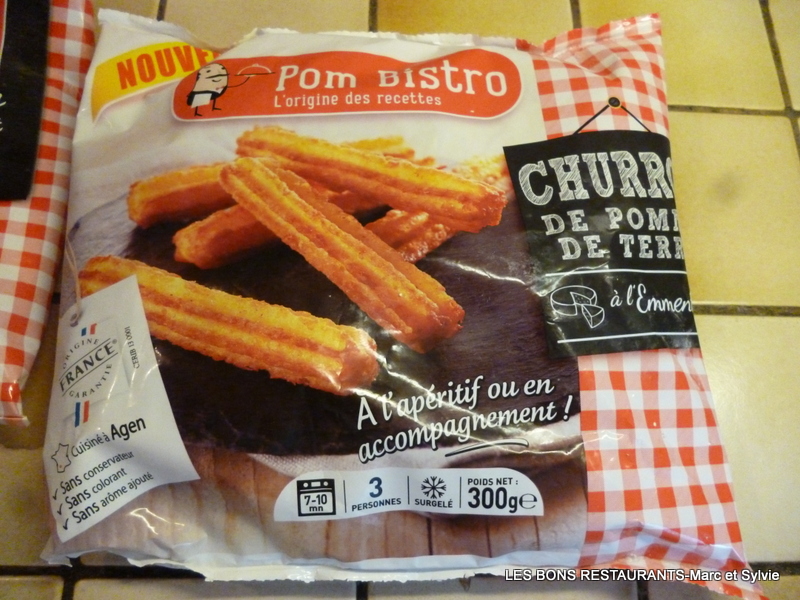 NOUVE
Pom Bistro
L'origine des recettes
CHURRO
DE POM
DE TERR
à l'Emmen
ORIGINE
FRANCE
GARANTIE
Cuisiné à Agen
Sans conservateur
Sans colorant
Sans arôme ajouté
A l'apéritif ou en
accompagnement !
7-10
mn
3
PERSONNES
SURGELÉ
POIDS NET :
300g℮
LES BONS RESTAURANTS-Marc et Sylvie